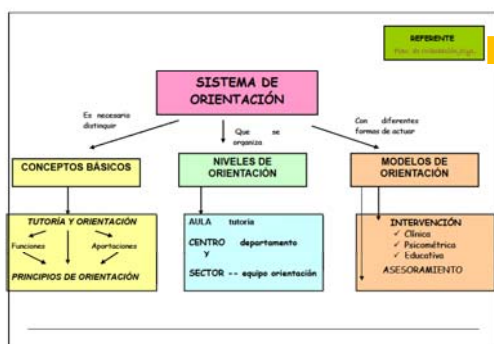 REFERENTE
SISTEMA DE
ORIENTACIÓN
Es necesario
distinguir
Que se
organiza
Con diferentes
formas de actuar
CONCEPTOS BÁSICOS
NIVELES DE
ORIENTACIÓN
MODELOS DE
ORIENTACIÓN
TUTORÍA Y ORIENTACIÓN
Funciones
Aportaciones
PRINCIPIOS DE ORIENTACIÓN
AULA tutoria
CENTRO departamento
Y
SECTOR -- equipo orientación
INTERVENCIÓN
✓ Clínica
✓ Psicométrica
✓ Educativa
ASESORAMIENTO